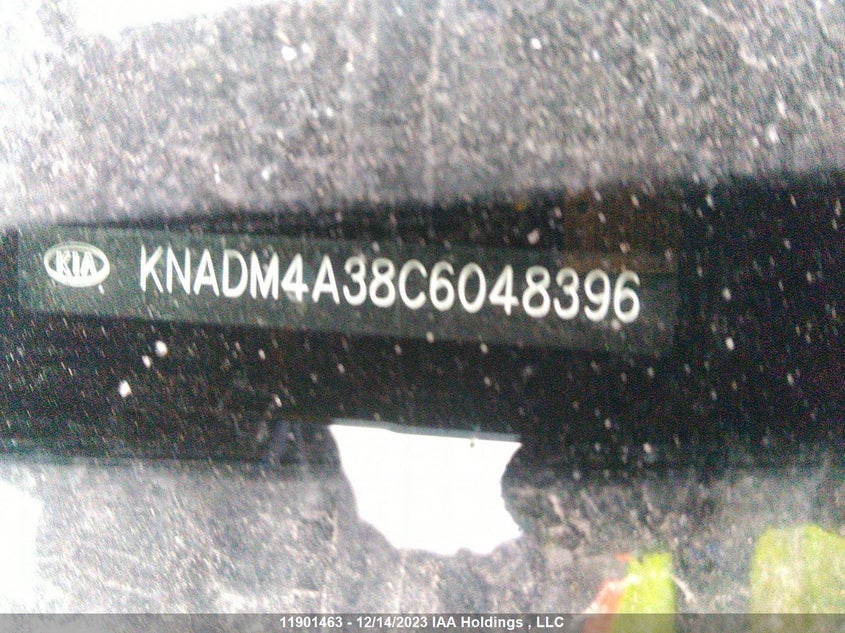 KIA KNADM4A38C6048396
11901463 - 12/14/2023 IAA Holdings , LLC